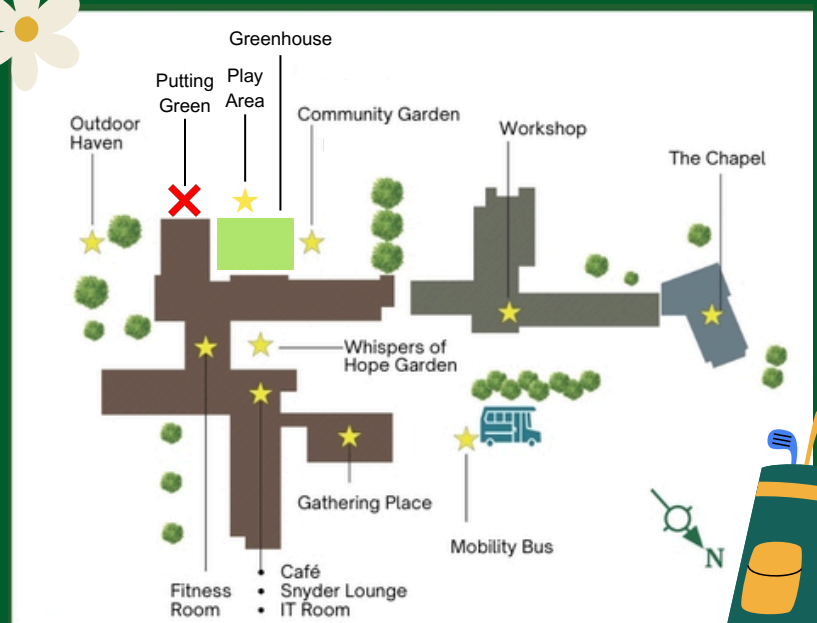 Greenhouse
Putting
Green
Play
Area
Outdoor
Haven
Community Garden
Workshop
The Chapel
Whispers of
Hope Garden
Gathering Place
Mobility Bus
N
Fitness
Room
• Café
• Snyder Lounge
• IT Room